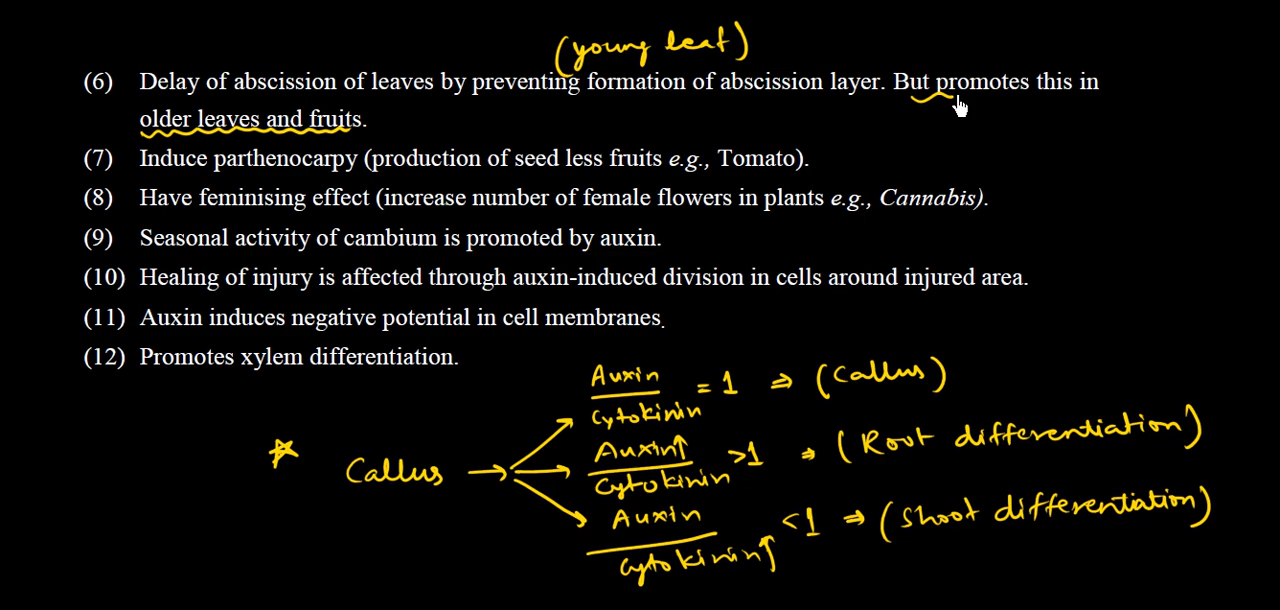 (young leaf)
(6) Delay of abscission of leaves by preventing formation of abscission layer. But promotes this in
older leaves and fruits.
(7) Induce parthenocarpy (production of seed less fruits e.g., Tomato).
(8) Have feminising effect (increase number of female flowers in plants e.g., Cannabis).
(9) Seasonal activity of cambium is promoted by auxin.
(10) Healing of injury is affected through auxin-induced division in cells around injured area.
(11) Auxin induces negative potential in cell membranes.
(12) Promotes xylem differentiation.
Auxin
= 1 ⇒ (Callus)
Cytokinin
Auxin↑
>1 ⇒ (Root differentiation)
Cytokinin
☆ Callus →
Auxin
<1 ⇒ (Shoot differentiation)
Cytokinin↑